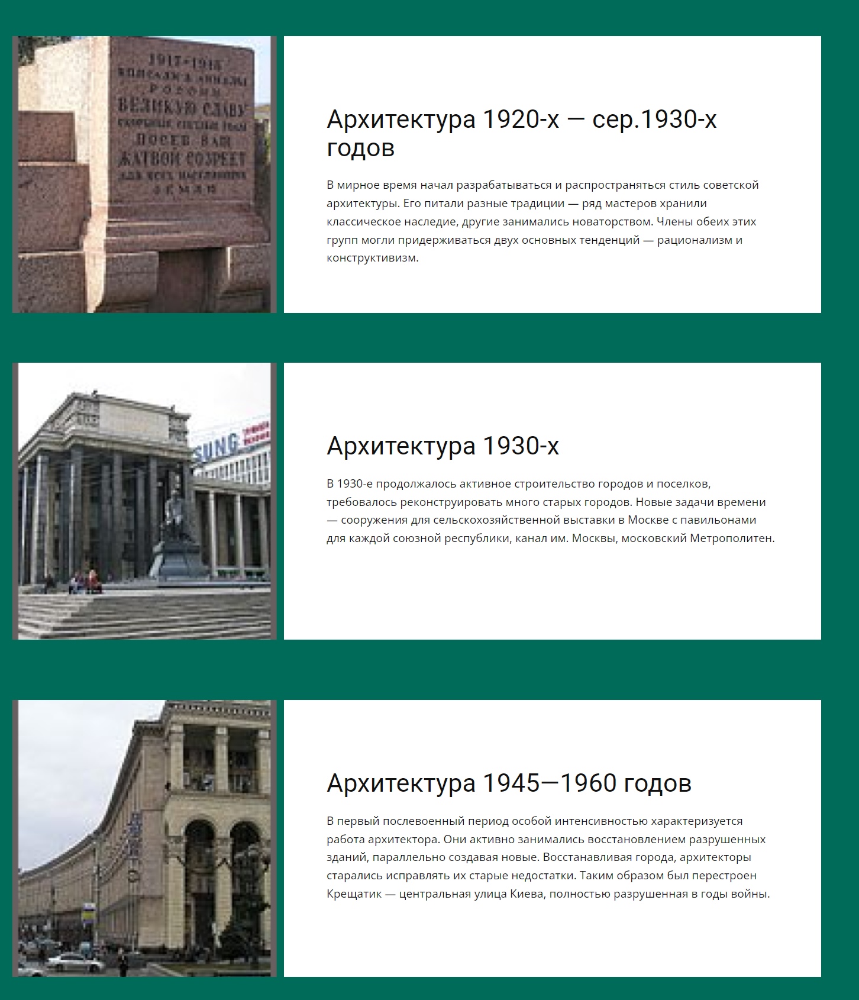 1917-1918
ВПИСАЛИ В АННАЛЫ
РОССИИ
ВЕЛИКУЮ СЛАВУ
СКОРБНЫЕ СВЕТЛЫЕ ГОДЫ
ПОСЕВ ВАШ
ЖАТВОЙ СОЗРЕЕТ
ДЛЯ ВСЕХ НАСЕЛЯЮЩИХ
ЗЕМЛЮ
Архитектура 1920-х — сер.1930-х
годов
В мирное время начал разрабатываться и распространяться стиль советской
архитектуры. Его питали разные традиции — ряд мастеров хранили
классическое наследие, другие занимались новаторством. Члены обеих этих
групп могли придерживаться двух основных тенденций — рационализм и
конструктивизм.
SUNG
Архитектура 1930-х
В 1930-е продолжалось активное строительство городов и поселков,
требовалось реконструировать много старых городов. Новые задачи времени
— сооружения для сельскохозяйственной выставки в Москве с павильонами
для каждой союзной республики, канал им. Москвы, московский Метрополитен.
Архитектура 1945—1960 годов
В первый послевоенный период особой интенсивностью характеризуется
работа архитектора. Они активно занимались восстановлением разрушенных
зданий, параллельно создавая новые. Восстанавливая города, архитекторы
старались исправлять их старые недостатки. Таким образом был перестроен
Крещатик — центральная улица Киева, полностью разрушенная в годы войны.